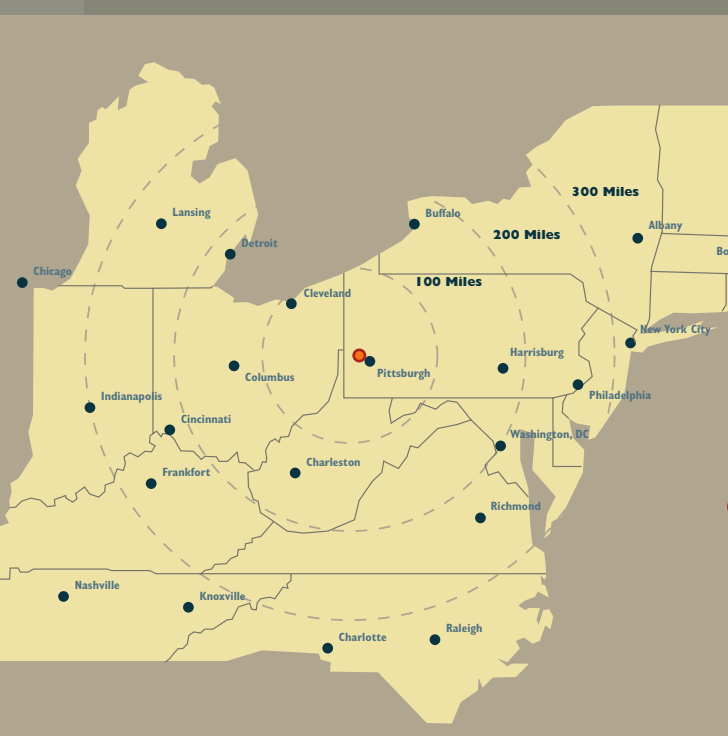 300 Miles
Lansing
Buffalo
Albany
200 Miles
Detroit
Bo
Chicago
100 Miles
Cleveland
New York City
Harrisburg
Pittsburgh
Columbus
Indianapolis
Philadelphia
Cincinnati
Washington, DC
Charleston
Frankfort
Richmond
Nashville
Knoxville
Raleigh
Charlotte